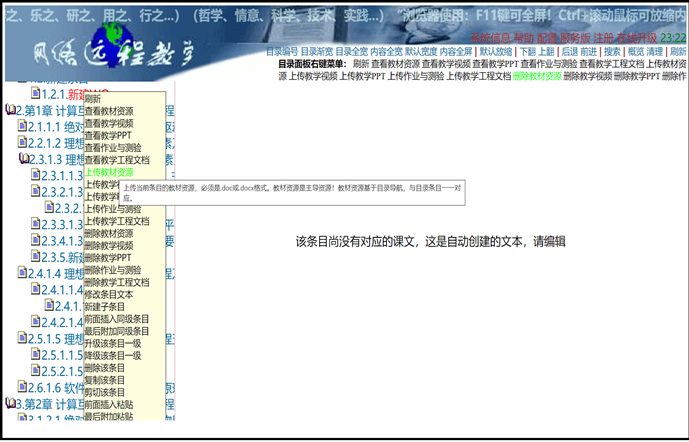 之、乐之、研之、用之、行之...）（哲学、情意、科学、技术、实践...）“浏览器使用：F11键可全屏！Ctrl+滚动鼠标可放缩内
网络远程教学
系统信息 帮助 配置 服务版 注册 在线升级 23:22
目录编号 目录渐宽 目录全宽 内容全宽 默认宽度 内容全屏 | 默认放缩 | 下翻 上翻 | 后退 前进 | 搜索 | 概览 清理 | 刷新
目录面板右键菜单： 刷新 查看教材资源 查看教学视频 查看教学PPT 查看作业与测验 查看教学工程文档 上传教材资
源 上传教学视频 上传教学PPT 上传作业与测验 上传教学工程文档 删除教材资源 删除教学视频 删除教学PPT 删除作
1.2.1.新建WO
2.第1章 计算互
2.1.1.1 绝对
2.2.1.2 理想
2.3.1.3 理想
2.3.1.1.3
2.3.2.1.3
2.3.2.
2.3.3.1.3
2.3.4.1.3
2.3.5.新建
2.4.1.4 理想
2.4.1.1.4
2.4.1.
2.4.2.1.4
2.5.1.5 理想
2.5.1.1.5
2.5.2.1.5
2.6.1.6 软件
3.第2章 计算互
3.1.2.1 绝对
刷新
查看教材资源
查看教学视频
查看教学PPT
查看作业与测验
查看教学工程文档
上传教材资源
上传教学
上传教学
上传作业与测验
上传教学工程文档
删除教材资源
删除教学视频
删除教学PPT
删除作业与测验
删除教学工程文档
修改条目文本
新建子条目
前面插入同级条目
最后附加同级条目
升级该条目一级
降级该条目一级
删除该条目
复制该条目
剪切该条目
前面插入粘贴
最后附加粘贴
上传当前条目的教材资源，必须是.doc或.docx格式。教材资源是主导资源！教材资源基于目录导航，与目录条目一一对
应。
该条目尚没有对应的课文，这是自动创建的文本，请编辑